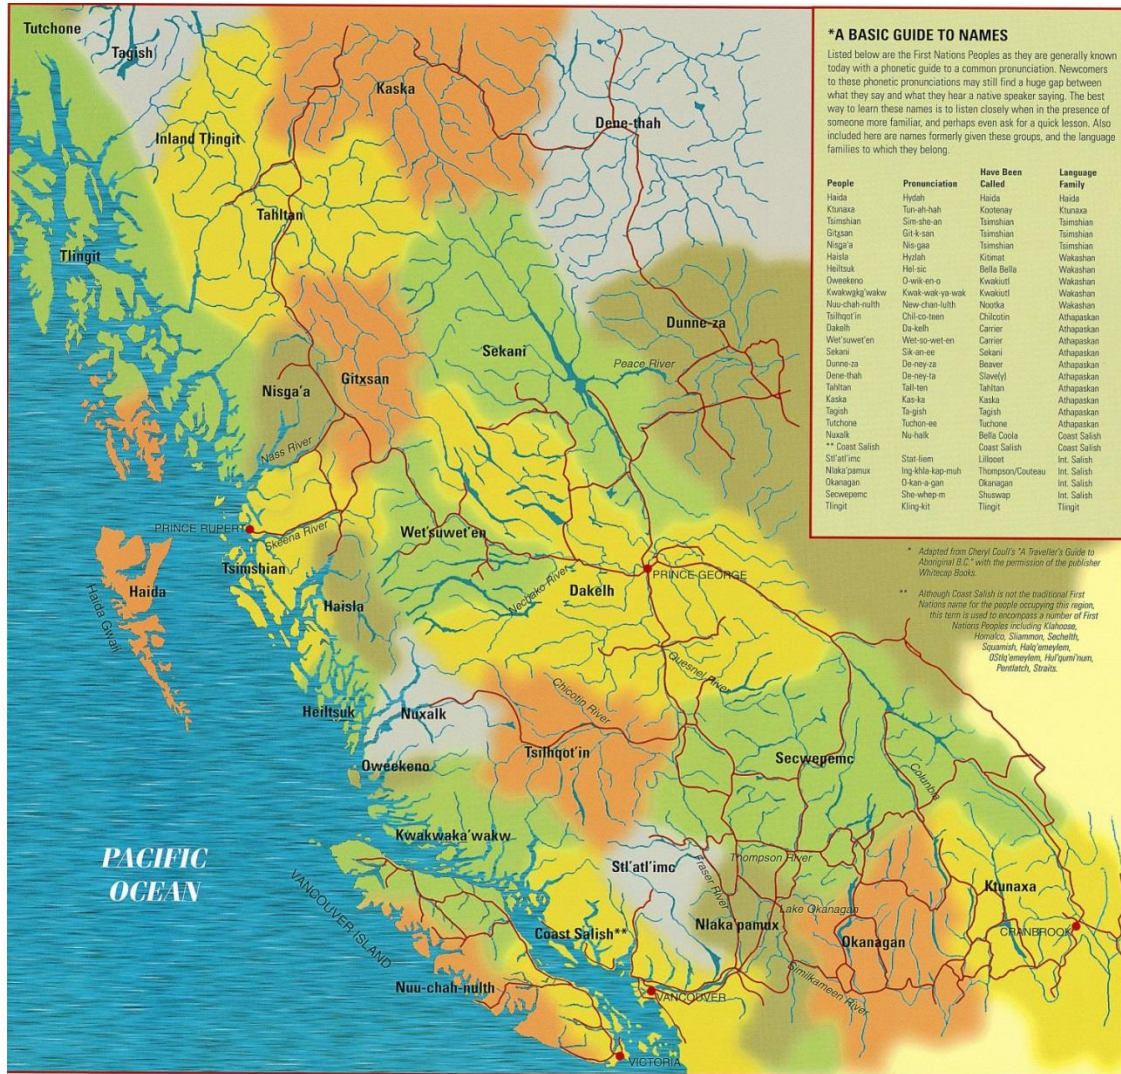 Tutchone
Tagish
Kaska
Dene-thah
Inland Tlingit
Tahltan
Tlingit
Dunne-za
Sekani
Peace River
Nisga'a
Gitxsan
Nass River
PRINCE RUPERT
Skeena River
Wet'suwet'en
Tsimshian
PRINCE GEORGE
Haida
Haisla
Nechako River
Dakelh
Haida Gwaii
Quesnel River
Chicotin River
Heiltsuk
Nuxalk
Tsilhqot'in
Secwepemc
Oweekeno
Columbia
Kwakwaka'wakw
PACIFIC
OCEAN
Stl'atl'imc
Thompson River
Fraser River
VANCOUVER ISLAND
Ktunaxa
Lake Okanagan
Nlaka'pamux
Coast Salish**
Okanagan
CRANBROOK
Similkameen River
Nuu-chah-nulth
VANCOUVER
VICTORIA
*A BASIC GUIDE TO NAMES
Listed below are the First Nations Peoples as they are generally known
today with a phonetic guide to a common pronunciation. Newcomers
to these phonetic pronunciations may still find a huge gap between
what they say and what they hear a native speaker saying. The best
way to learn these names is to listen closely when in the presence of
someone more familiar, and perhaps even ask for a quick lesson. Also
included here are names formerly given these groups, and the language
families to which they belong.
People Pronunciation Have Been Called Language Family
Haida Hydah Haida Haida
Ktunaxa Tun-ah-hah Kootenay Ktunaxa
Tsimshian Sim-she-an Tsimshian Tsimshian
Gitxsan Git-k-san Tsimshian Tsimshian
Nisga'a Nis-gaa Tsimshian Tsimshian
Haisla Hyzlah Kitimat Wakashan
Heiltsuk Hel-sic Bella Bella Wakashan
Oweekeno O-wik-en-o Kwakiutl Wakashan
Kwak-wak-ya-wak Kwakiutl Wakashan
Nuu-chah-nulth New-chan-lulth Nootka Wakashan
Tsilhqot'in Chil-co-teen Chilcotin Athapaskan
Dakelh Da-kelh Carrier Athapaskan
Wet'suwet'en Wet-so-wet-en Carrier Athapaskan
Sekani Sik-an-ee Sekani Athapaskan
Dunne-za De-ney-za Beaver Athapaskan
Dene-thah De-ney-ta Slave(y) Athapaskan
Tahltan Tall-ten Tahltan Athapaskan
Kaska Kas-ka Kaska Athapaskan
Tagish Ta-gish Tagish Athapaskan
Tutchone Tuchon-ee Tuchone Athapaskan
Nuxalk Nu-halk Bella Coola Coast Salish
** Coast Salish Coast Salish Coast Salish
Stl'atl'imc Stat-liem Lillooet Int. Salish
Nlaka'pamux Ing-khla-kap-muh Thompson/Couteau Int. Salish
Okanagan O-kan-a-gan Okanagan Int. Salish
Secwepemc She-whep-m Shuswap Int. Salish
Tlingit Kling-kit Tlingit Tlingit
* Adapted from Cheryl Coull's "A Traveller's Guide to
Aboriginal B.C." with the permission of the publisher
Whitecap Books.
** Although Coast Salish is not the traditional First
Nations name for the people occupying this region,
this term is used to encompass a number of First
Nations Peoples including Klahoose,
Homalco, Sliammon, Sechelth,
Squamish, Halq'emeylem,
Hul'qumi'num,
Pentlatch, Straits.